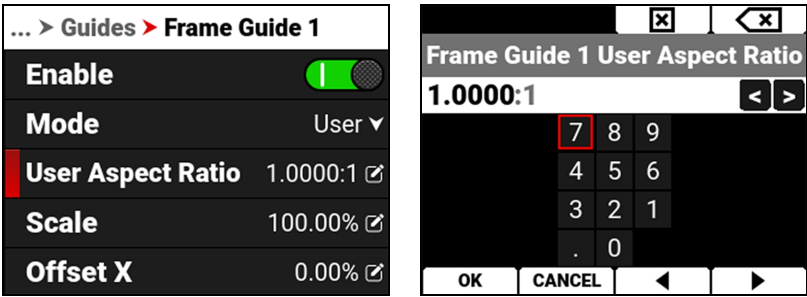 ... > Guides > Frame Guide 1
Enable
Mode User
User Aspect Ratio 1.0000:1
Scale 100.00%
Offset X 0.00%
Frame Guide 1 User Aspect Ratio
1.0000:1 < >
7 8 9
4 5 6
3 2 1
. 0
OK CANCEL